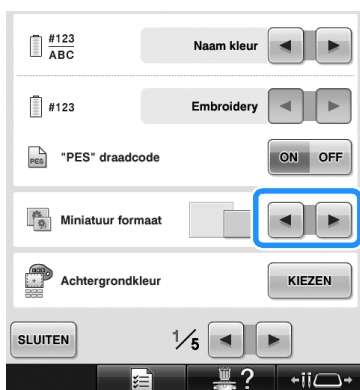 #123
ABC
Naam kleur
#123
Embroidery
PES
"PES" draadcode
ON OFF
Miniatuur formaat
Achtergrondkleur
KIEZEN
SLUITEN
1/5
?